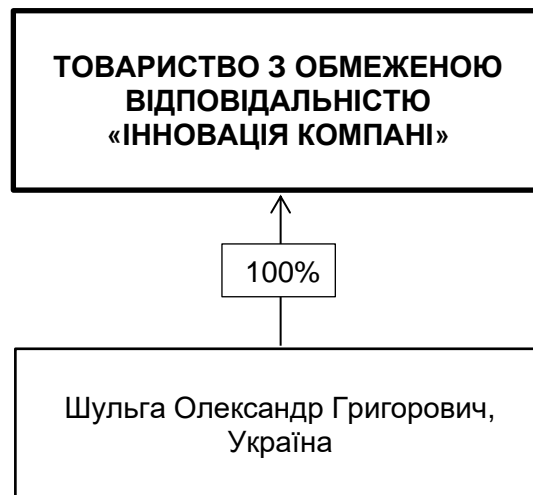 ТОВАРИСТВО З ОБМЕЖЕНОЮ
ВІДПОВІДАЛЬНІСТЮ
«ІННОВАЦІЯ КОМПАНІ»
100%
Шульга Олександр Григорович,
Україна